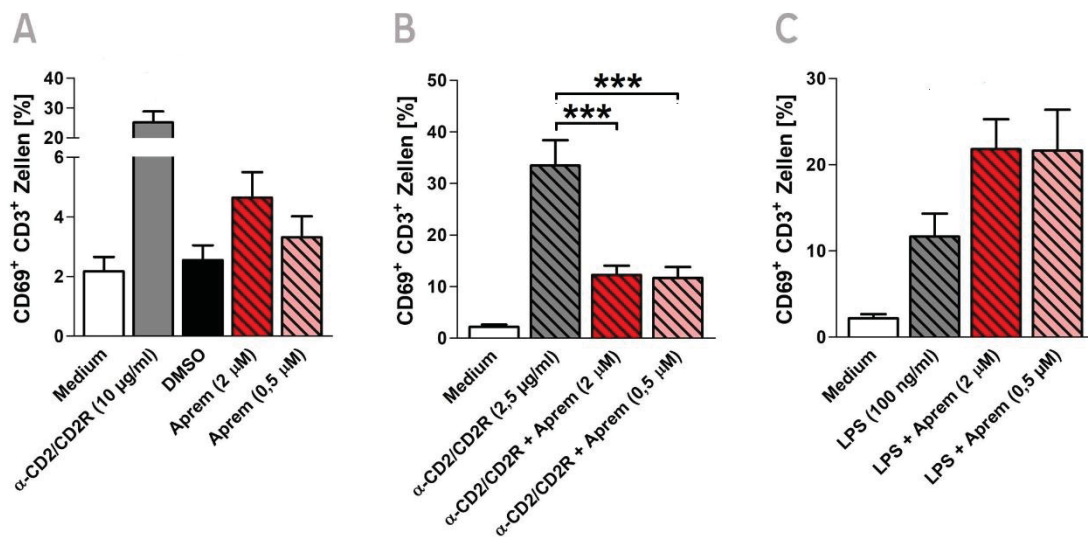 A
CD69+ CD3+ Zellen [%]
40
30
20
6
4
2
0
Medium
α-CD2/CD2R (10 µg/ml)
DMSO
Aprem (2 µM)
Aprem (0,5 µM)
B
CD69+ CD3+ Zellen [%]
50
40
30
20
10
0
***
***
Medium
α-CD2/CD2R (2,5 µg/ml)
α-CD2/CD2R + Aprem (2 µM)
α-CD2/CD2R + Aprem (0,5 µM)
C
CD69+ CD3+ Zellen [%]
30
20
10
0
Medium
LPS (100 ng/ml)
LPS + Aprem (2 µM)
LPS + Aprem (0,5 µM)